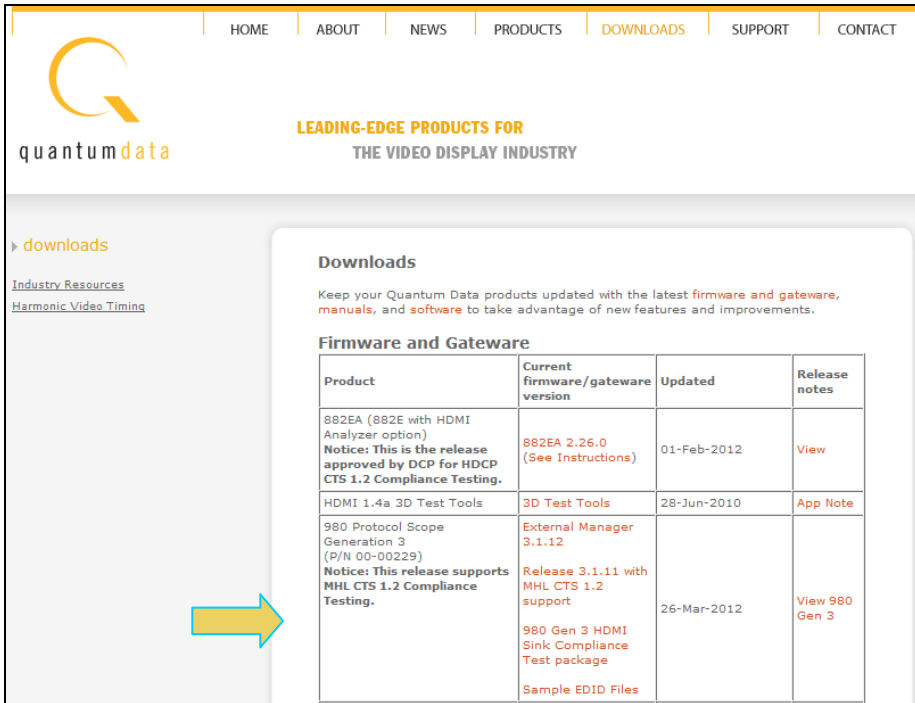 HOME ABOUT NEWS PRODUCTS DOWNLOADS SUPPORT CONTACT
quantumdata
LEADING-EDGE PRODUCTS FOR
THE VIDEO DISPLAY INDUSTRY
downloads
Industry Resources
Harmonic Video Timing
Downloads
Keep your Quantum Data products updated with the latest firmware and gateware,
manuals, and software to take advantage of new features and improvements.
Firmware and Gateware
Product
Current
firmware/gateware
version
Updated
Release
notes
882EA (882E with HDMI
Analyzer option)
Notice: This is the release
approved by DCP for HDCP
CTS 1.2 Compliance Testing.
882EA 2.26.0
(See Instructions)
01-Feb-2012
View
HDMI 1.4a 3D Test Tools
3D Test Tools
28-Jun-2010
App Note
980 Protocol Scope
Generation 3
(P/N 00-00229)
Notice: This release supports
MHL CTS 1.2 Compliance
Testing.
External Manager
3.1.12
Release 3.1.11 with
MHL CTS 1.2
support
980 Gen 3 HDMI
Sink Compliance
Test package
Sample EDID Files
26-Mar-2012
View 980
Gen 3